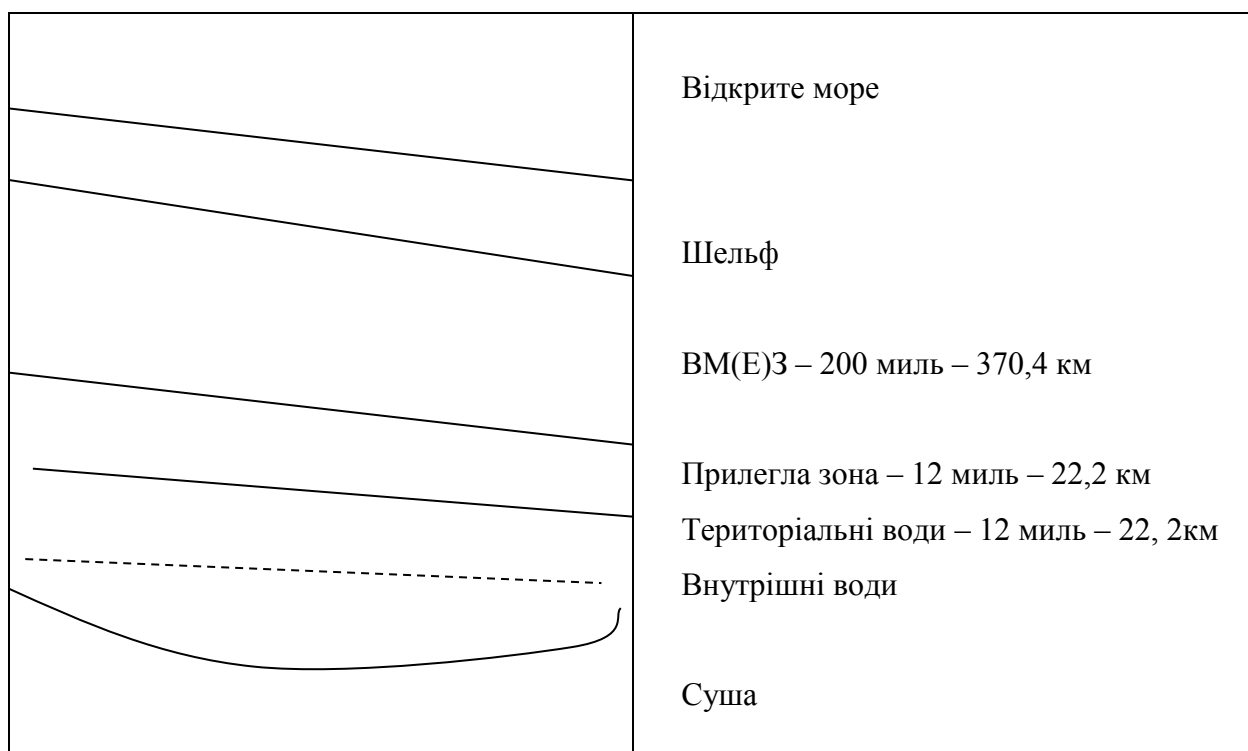 Відкрите море
Шельф
ВМ(Е)З – 200 миль – 370,4 км
Прилегла зона – 12 миль – 22,2 км
Територіальні води – 12 миль – 22, 2км
Внутрішні води
Суша